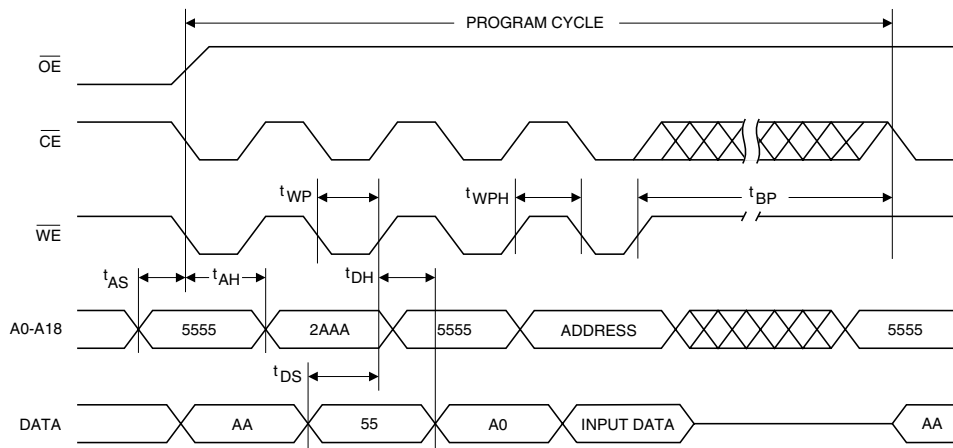 PROGRAM CYCLE
OE
CE
tWP tWPH tBP
WE
tAS tAH tDH
A0-A18 5555 2AAA 5555 ADDRESS 5555
tDS
DATA AA 55 A0 INPUT DATA AA